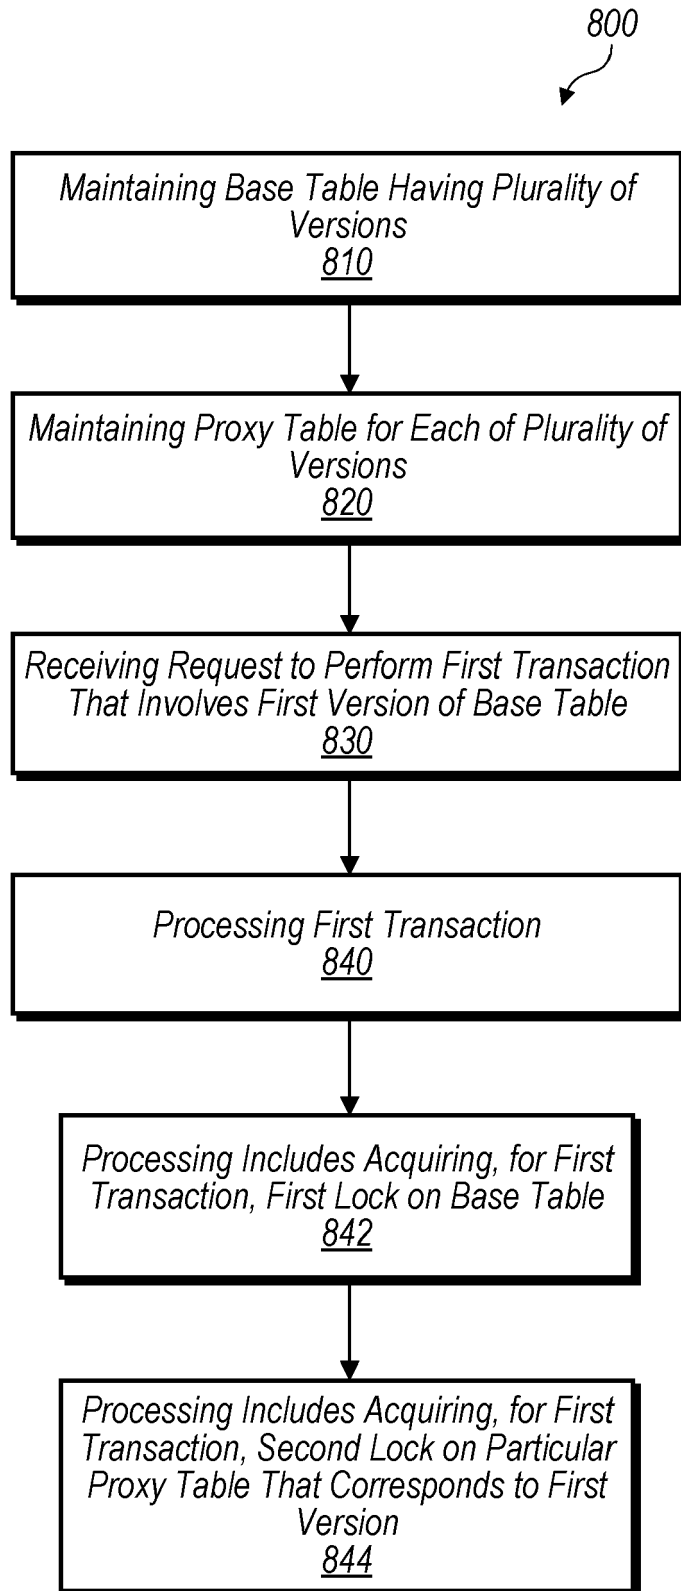 800
Maintaining Base Table Having Plurality of
Versions
810
Maintaining Proxy Table for Each of Plurality of
Versions
820
Receiving Request to Perform First Transaction
That Involves First Version of Base Table
830
Processing First Transaction
840
Processing Includes Acquiring, for First
Transaction, First Lock on Base Table
842
Processing Includes Acquiring, for First
Transaction, Second Lock on Particular
Proxy Table That Corresponds to First
Version
844